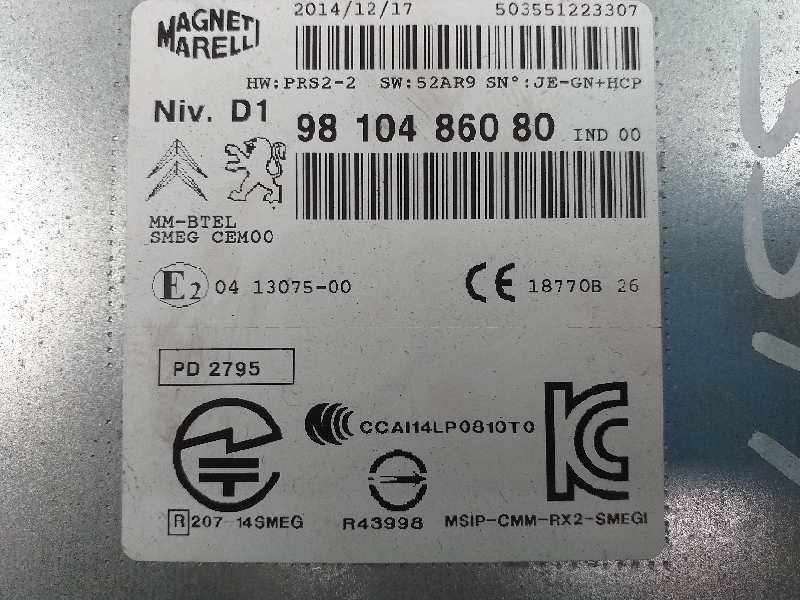 MAGNETI MARELLI
2014/12/17 503551223307
HW:PRS2-2 SW:52AR9 SN°:JE-GN+HCP
Niv. D1 98 104 860 80 IND 00
MM-BTEL
SMEG CEM00
E2 04 13075-00 CE 18770B 26
PD 2795
CCAI14LP0810T0
R 207-14SMEG R43998 MSIP-CMM-RX2-SMEGI